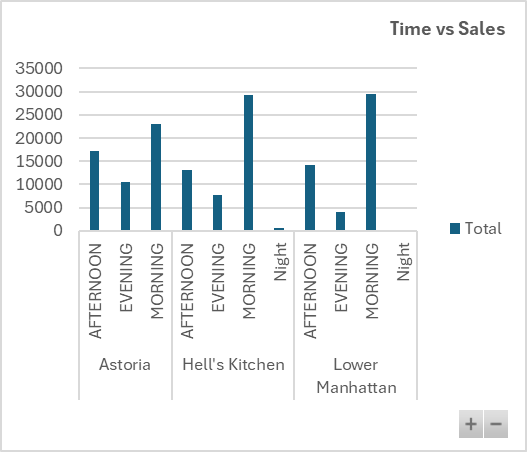 Time vs Sales
35000
30000
25000
20000
15000
10000
5000
0
AFTERNOON
EVENING
MORNING
AFTERNOON
EVENING
MORNING
Night
AFTERNOON
EVENING
MORNING
Night
Astoria
Hell's Kitchen
Lower
Manhattan
Total
+ −